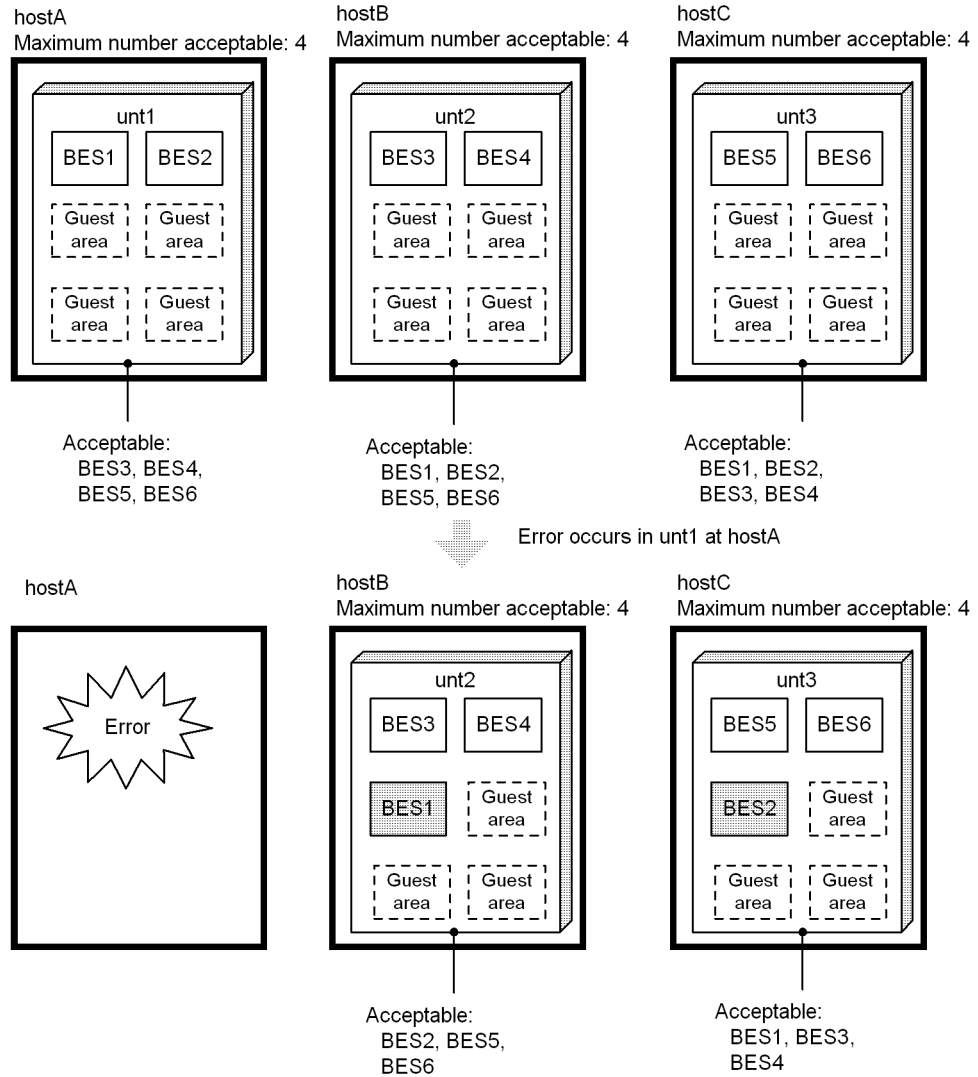 hostA
Maximum number acceptable: 4
hostB
Maximum number acceptable: 4
hostC
Maximum number acceptable: 4
unt1
BES1
BES2
Guest
area
Guest
area
Guest
area
Guest
area
unt2
BES3
BES4
Guest
area
Guest
area
Guest
area
Guest
area
unt3
BES5
BES6
Guest
area
Guest
area
Guest
area
Guest
area
Acceptable:
BES3, BES4,
BES5, BES6
Acceptable:
BES1, BES2,
BES5, BES6
Acceptable:
BES1, BES2,
BES3, BES4
Error occurs in unt1 at hostA
hostA
hostB
Maximum number acceptable: 4
hostC
Maximum number acceptable: 4
Error
unt2
BES3
BES4
BES1
Guest
area
Guest
area
Guest
area
unt3
BES5
BES6
BES2
Guest
area
Guest
area
Guest
area
Acceptable:
BES2, BES5,
BES6
Acceptable:
BES1, BES3,
BES4